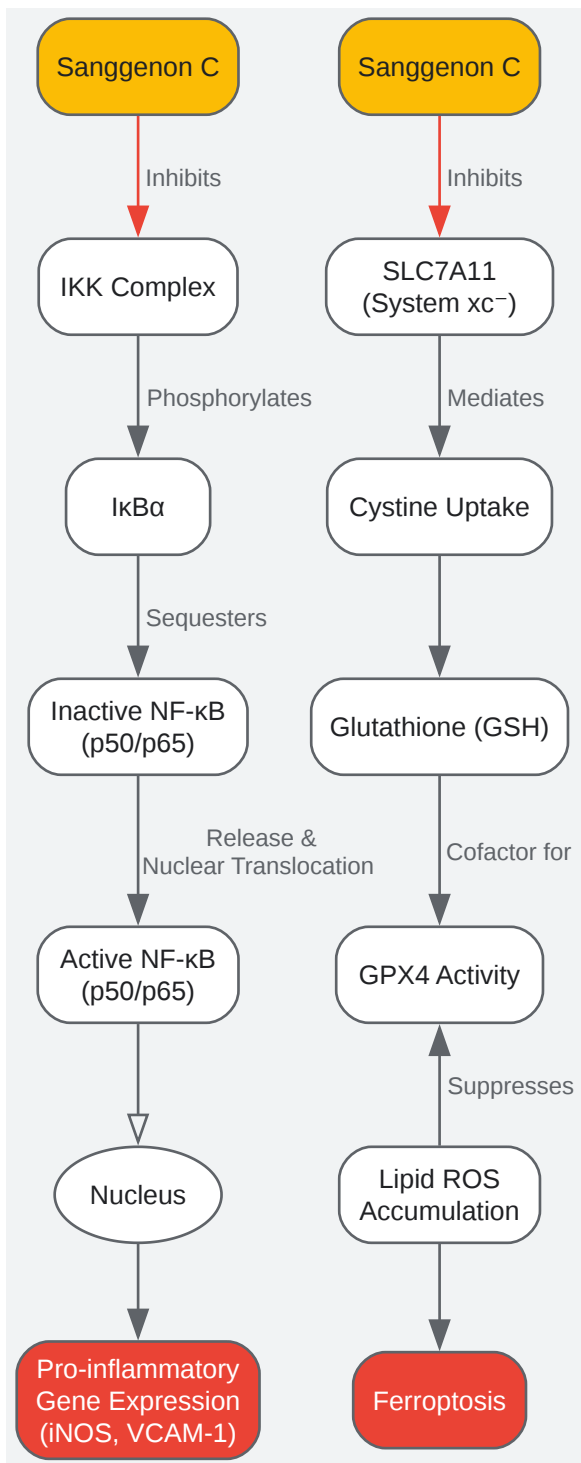 Sanggenon C
Inhibits
IKK Complex
Phosphorylates
IκBα
Sequesters
Inactive NF-κB
(p50/p65)
Release &
Nuclear Translocation
Active NF-κB
(p50/p65)
Nucleus
Pro-inflammatory
Gene Expression
(iNOS, VCAM-1)
Sanggenon C
Inhibits
SLC7A11
(System xc⁻)
Mediates
Cystine Uptake
Glutathione (GSH)
Cofactor for
GPX4 Activity
Suppresses
Lipid ROS
Accumulation
Ferroptosis